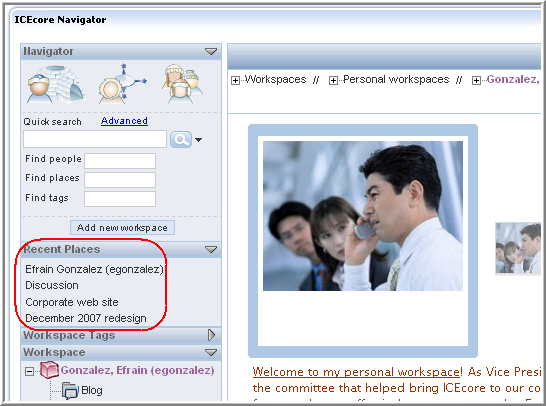 ICEcore Navigator
Navigator
Quick search Advanced
Find people
Find places
Find tags
Add new workspace
Recent Places
Efrain Gonzalez (egonzalez)
Discussion
Corporate web site
December 2007 redesign
Workspace Tags
Workspace
Gonzalez, Efrain (egonzalez)
Blog
Workspaces // Personal workspaces // Gonzalez,
Welcome to my personal workspace! As Vice Presi
the committee that helped bring ICEcore to our co